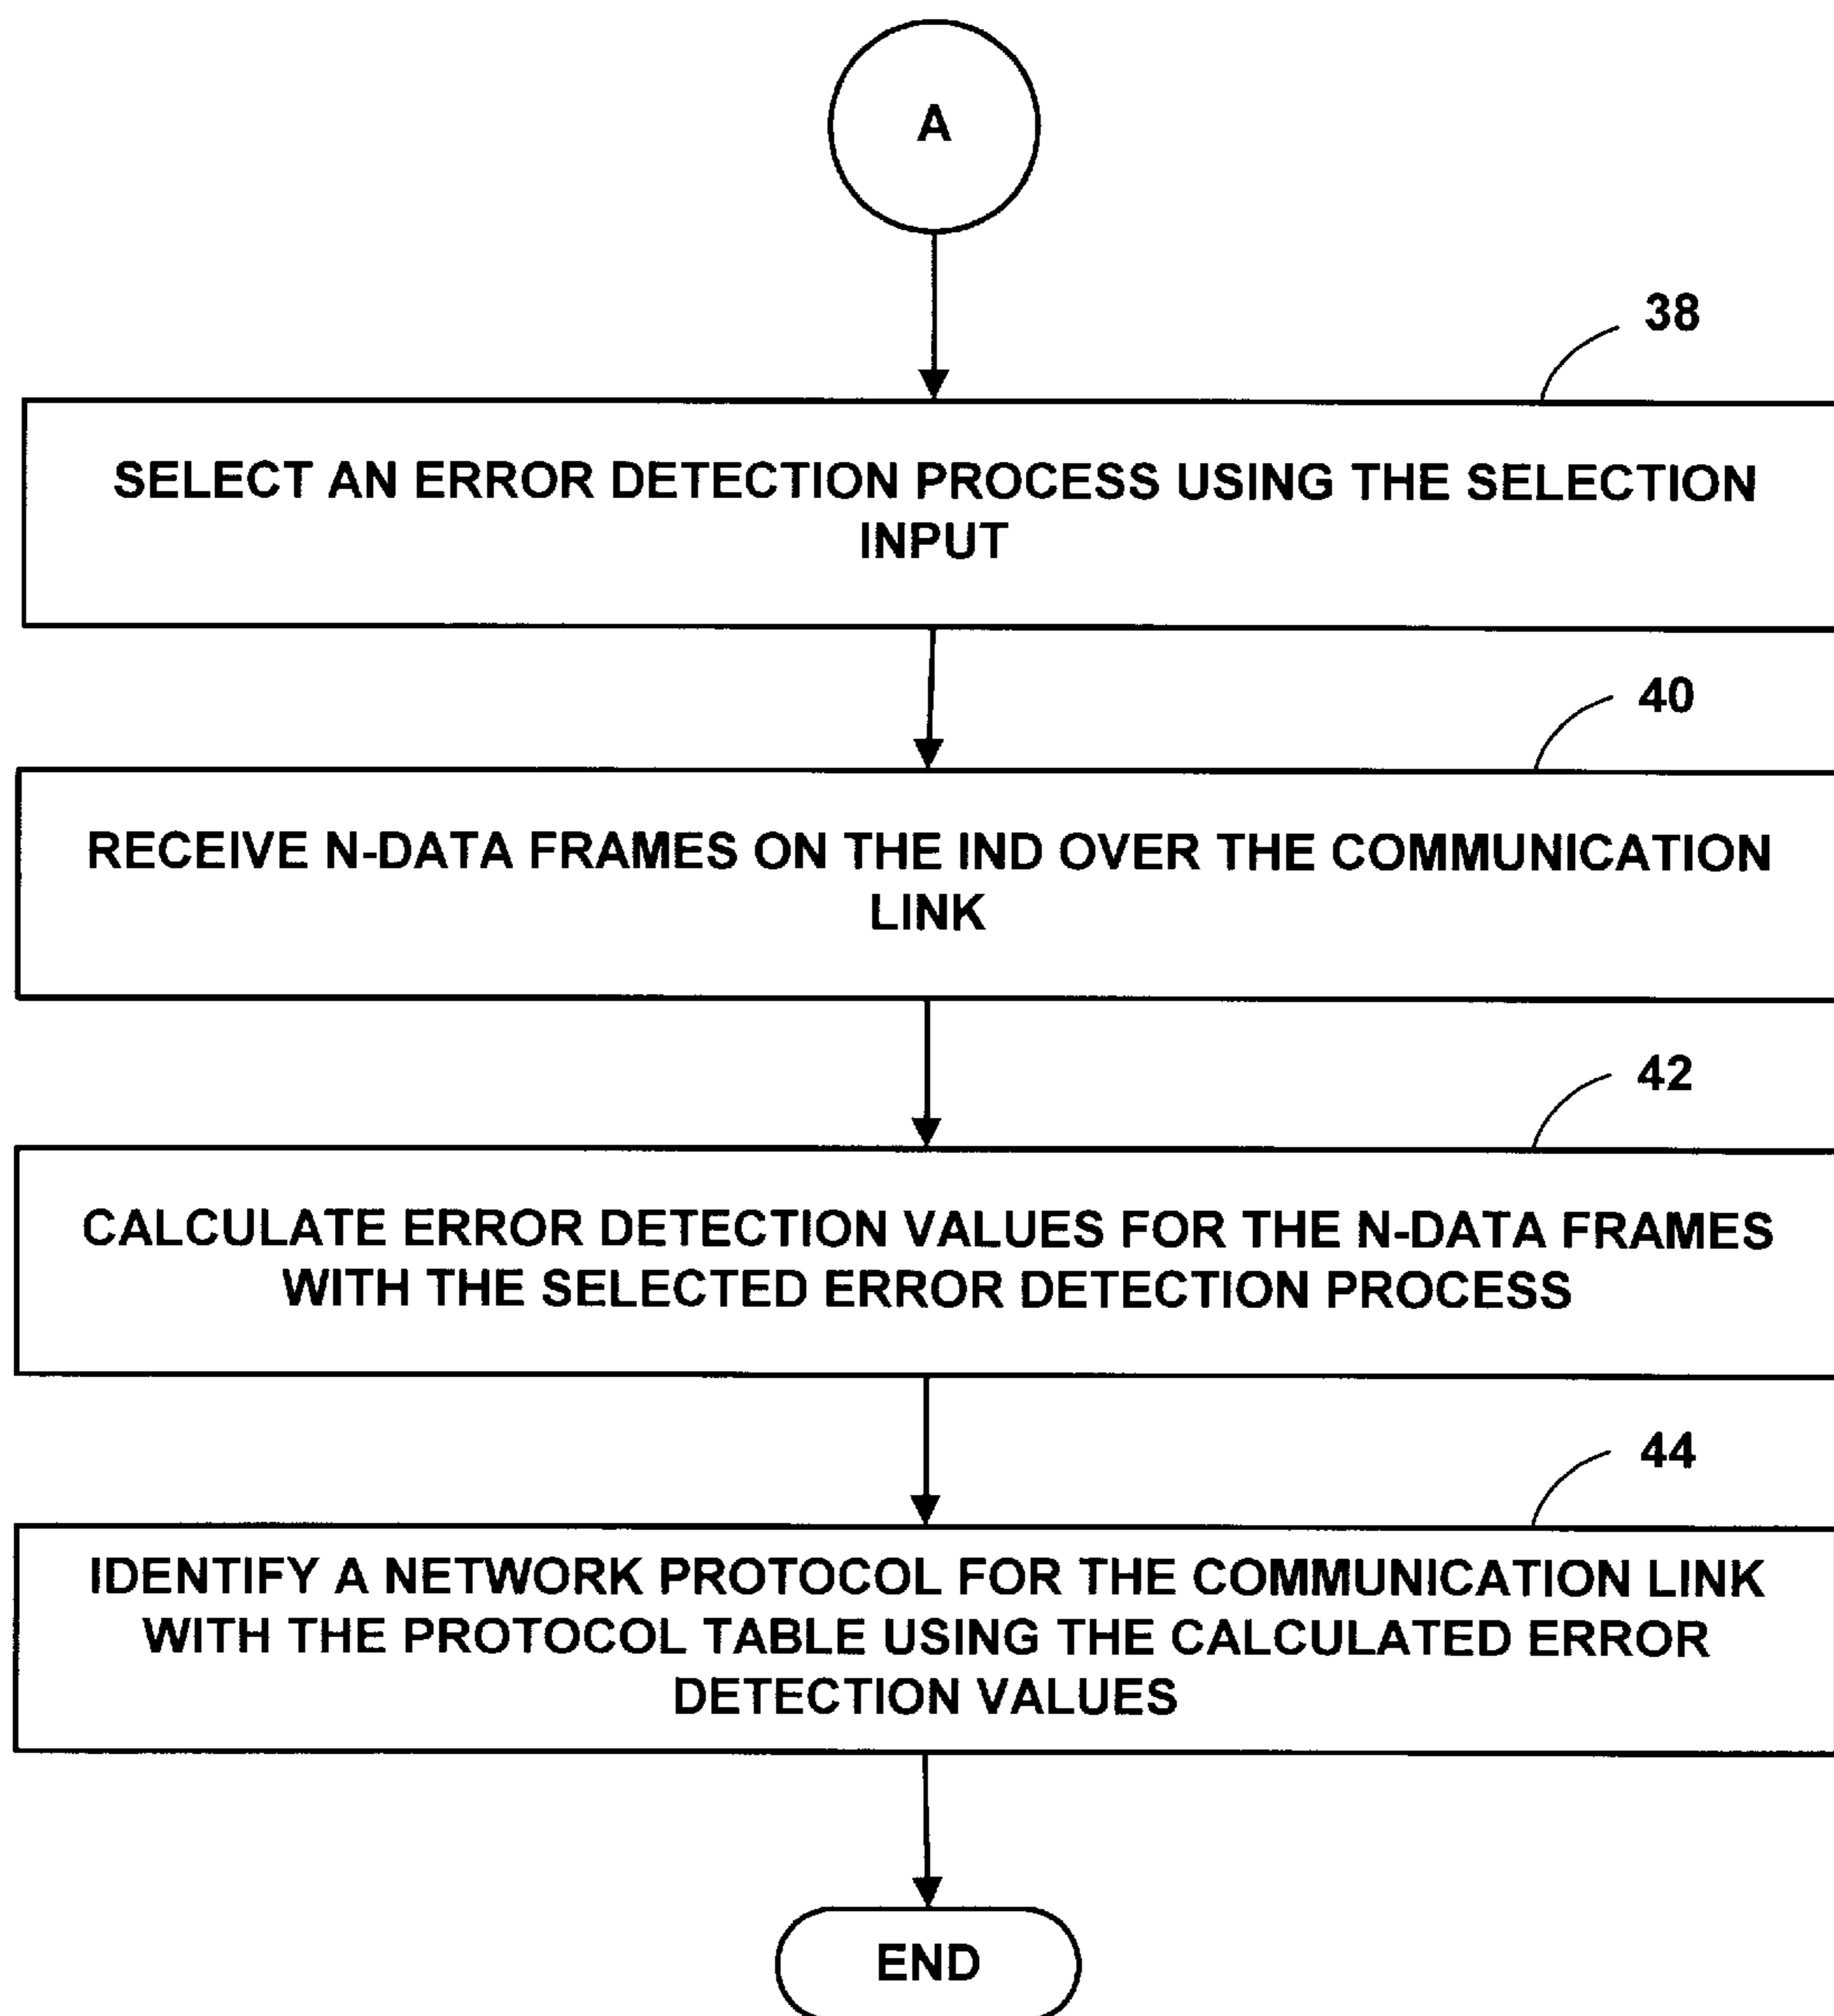 A
38
SELECT AN ERROR DETECTION PROCESS USING THE SELECTION
INPUT
40
RECEIVE N-DATA FRAMES ON THE IND OVER THE COMMUNICATION
LINK
42
CALCULATE ERROR DETECTION VALUES FOR THE N-DATA FRAMES
WITH THE SELECTED ERROR DETECTION PROCESS
44
IDENTIFY A NETWORK PROTOCOL FOR THE COMMUNICATION LINK
WITH THE PROTOCOL TABLE USING THE CALCULATED ERROR
DETECTION VALUES
END